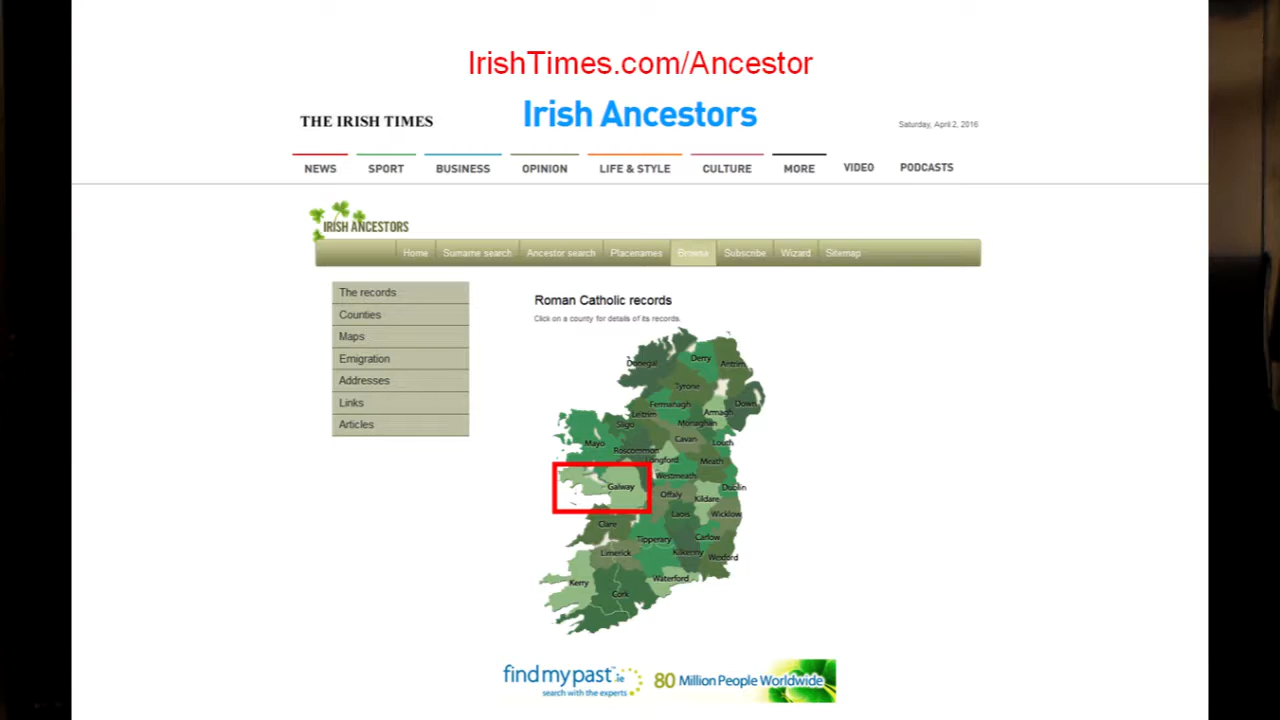 IrishTimes.com/Ancestor
THE IRISH TIMES
Irish Ancestors
Saturday, April 2, 2016
NEWS SPORT BUSINESS OPINION LIFE & STYLE CULTURE MORE VIDEO PODCASTS
IRISH ANCESTORS
Home Surname search Ancestor search Placenames Browse Subscribe Wizard Sitemap
The records
Counties
Maps
Emigration
Addresses
Links
Articles
Roman Catholic records
Click on a county for details of its records.
Donegal
Derry
Antrim
Tyrone
Fermanagh
Down
Leitrim
Armagh
Sligo
Monaghan
Mayo
Cavan
Louth
Roscommon
Longford
Meath
Westmeath
Galway
Offaly
Kildare
Dublin
Laois
Wicklow
Clare
Tipperary
Carlow
Limerick
Kilkenny
Wexford
Kerry
Waterford
Cork
findmypast.ie
search with the experts
80 Million People Worldwide